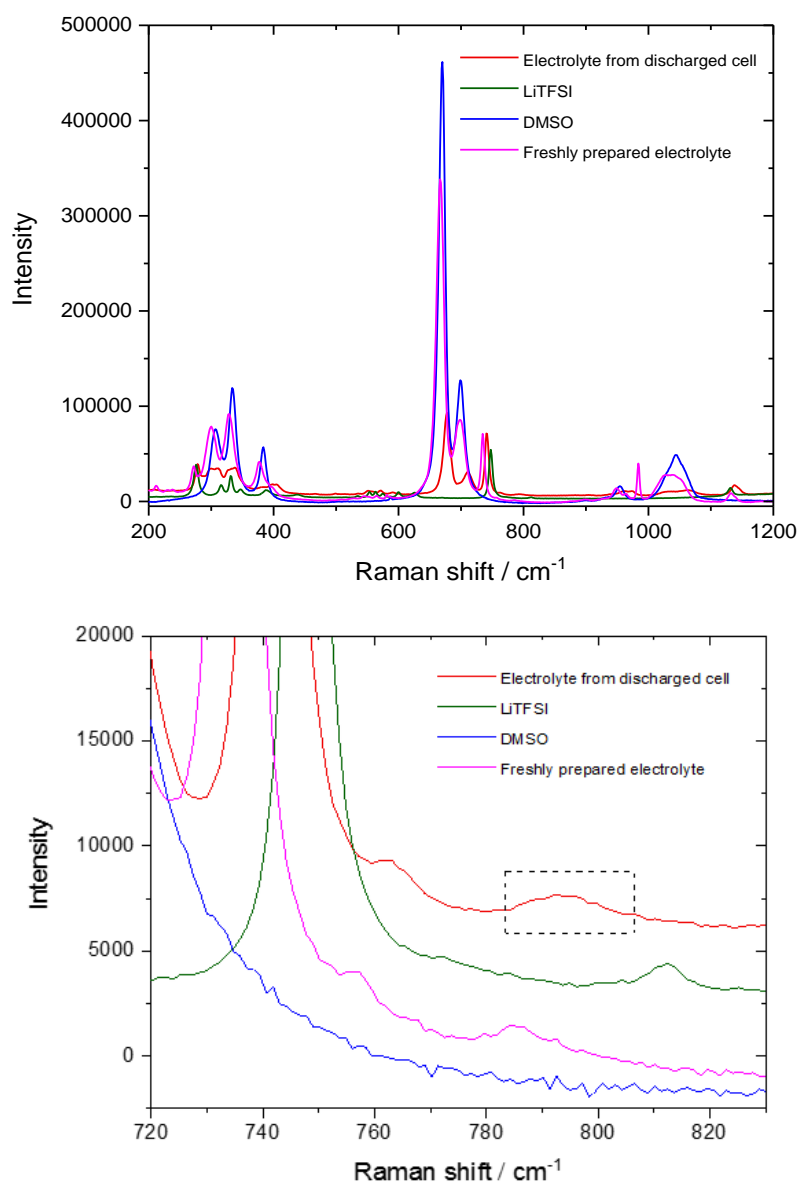 500000
400000
300000
200000
100000
0
Intensity
Electrolyte from discharged cell
LiTFSI
DMSO
Freshly prepared electrolyte
200 400 600 800 1000 1200
Raman shift / cm-1
20000
15000
10000
5000
0
Intensity
Electrolyte from discharged cell
LiTFSI
DMSO
Freshly prepared electrolyte
720 740 760 780 800 820
Raman shift / cm-1